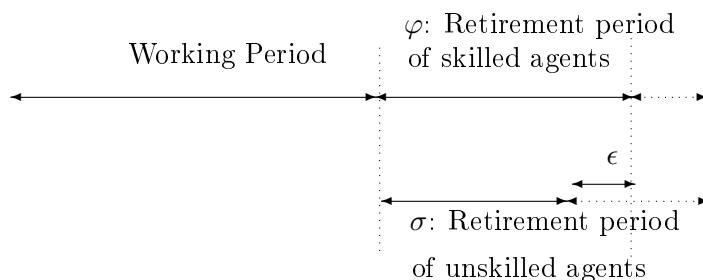 φ: Retirement period
Working Period
of skilled agents
ϵ
σ: Retirement period
of unskilled agents